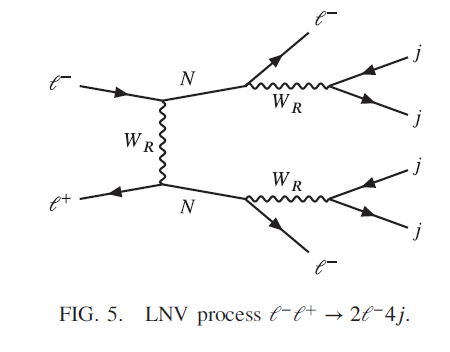 ℓ⁻
ℓ⁻ N j
W_R
j
W_R
W_R j
ℓ⁺ N
j
ℓ⁻
FIG. 5. LNV process ℓ⁻ℓ⁺ → 2ℓ⁻4j.